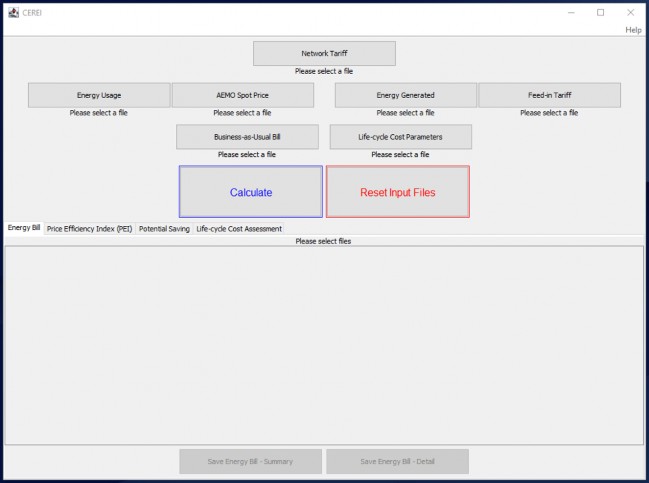 CEREI
Help
Network Tariff
Please select a file
Energy Usage
AEMO Spot Price
Energy Generated
Feed-in Tariff
Please select a file
Please select a file
Please select a file
Please select a file
Business-as-Usual Bill
Life-cycle Cost Parameters
Please select a file
Please select a file
Calculate
Reset Input Files
Energy Bill
Price Efficiency Index (PEI)
Potential Saving
Life-cycle Cost Assessment
Please select files
Save Energy Bill - Summary
Save Energy Bill - Detail